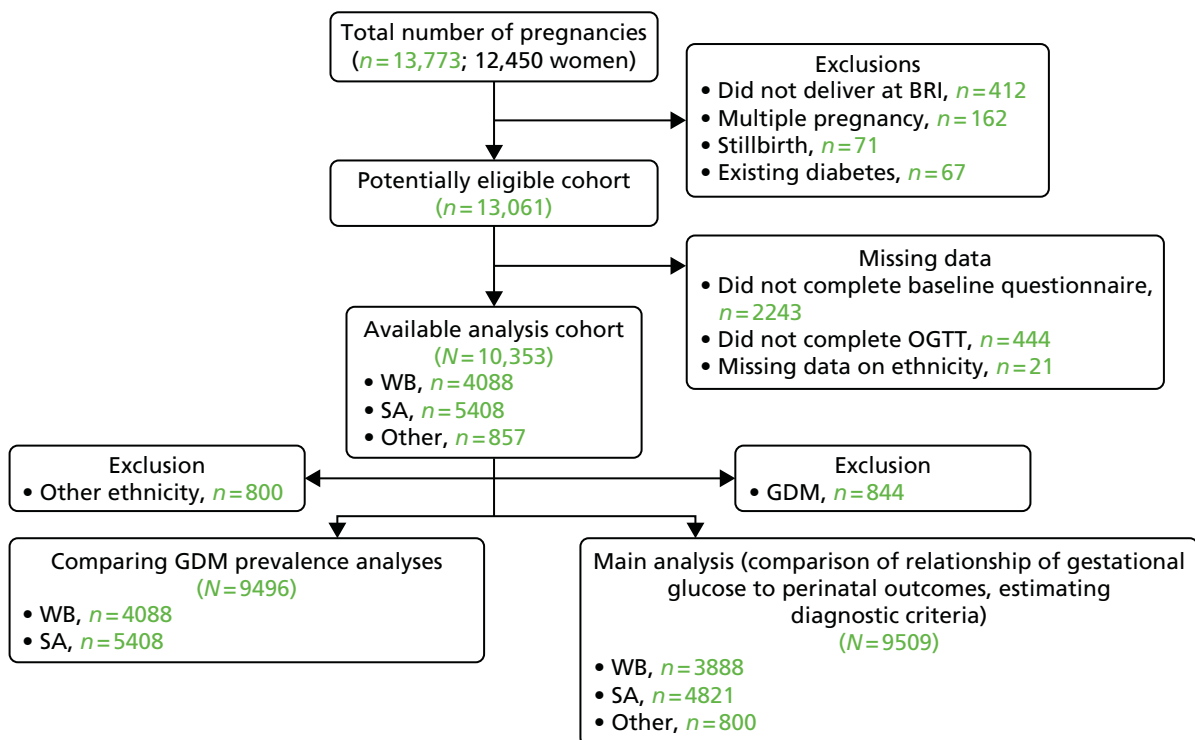 Total number of pregnancies
(n=13,773; 12,450 women)
Exclusions
• Did not deliver at BRI, n=412
• Multiple pregnancy, n=162
• Stillbirth, n=71
• Existing diabetes, n=67
Potentially eligible cohort
(n=13,061)
Missing data
• Did not complete baseline questionnaire,
n=2243
• Did not complete OGTT, n=444
• Missing data on ethnicity, n=21
Available analysis cohort
(N=10,353)
• WB, n=4088
• SA, n=5408
• Other, n=857
Exclusion
• Other ethnicity, n=800
Exclusion
• GDM, n=844
Comparing GDM prevalence analyses
(N=9496)
• WB, n=4088
• SA, n=5408
Main analysis (comparison of relationship of gestational
glucose to perinatal outcomes, estimating
diagnostic criteria)
(N=9509)
• WB, n=3888
• SA, n=4821
• Other, n=800